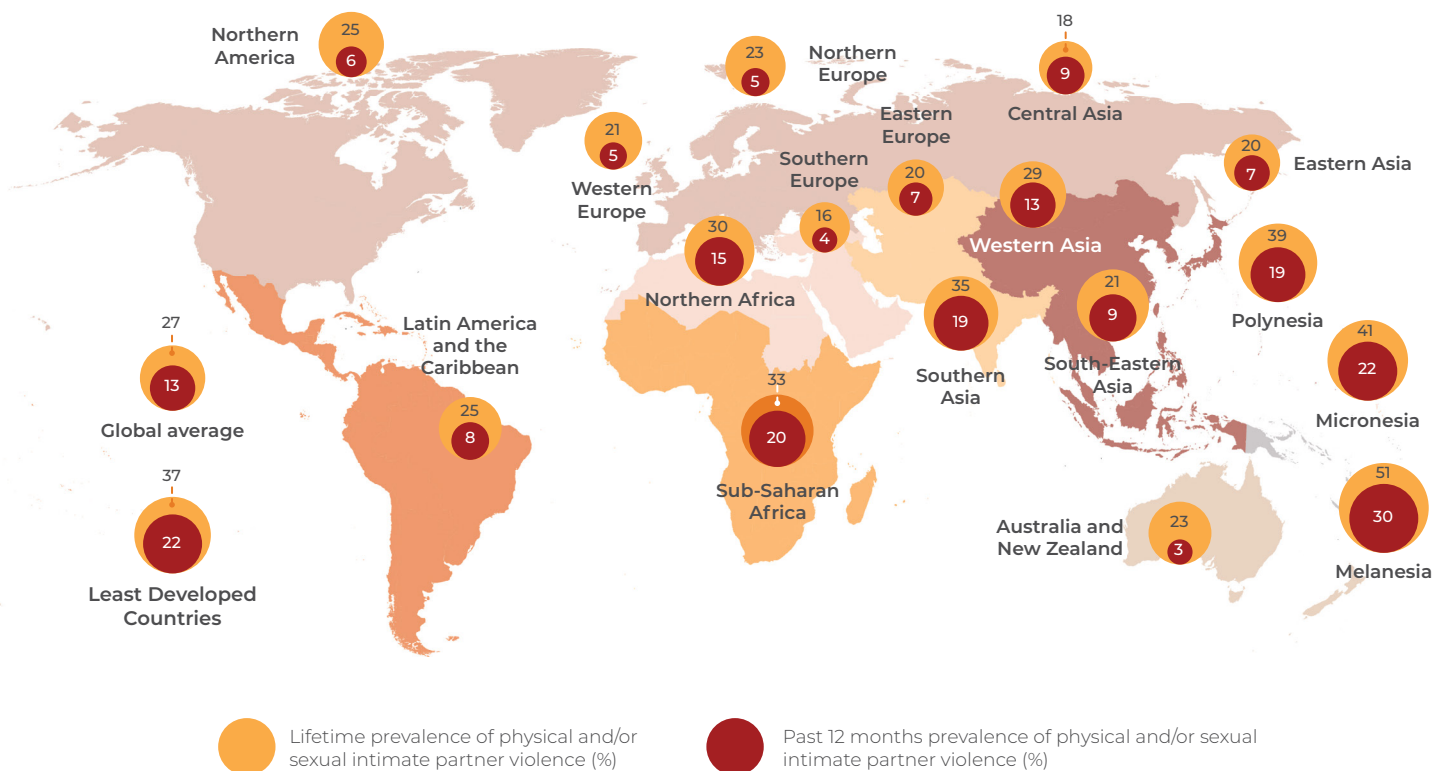 25
6
Northern
America
23
5
Northern
Europe
18
9
Central Asia
21
5
Western
Europe
Eastern
Europe
20
7
Southern
Europe
16
4
29
13
Western Asia
20
7
Eastern Asia
30
15
Northern Africa
39
19
Polynesia
35
19
Southern
Asia
21
9
South-Eastern
Asia
41
22
Micronesia
27
13
Global average
Latin America
and the
Caribbean
25
8
33
20
Sub-Saharan
Africa
37
22
Least Developed
Countries
Australia and
New Zealand
23
3
51
30
Melanesia
Lifetime prevalence of physical and/or
sexual intimate partner violence (%)
Past 12 months prevalence of physical and/or sexual
intimate partner violence (%)